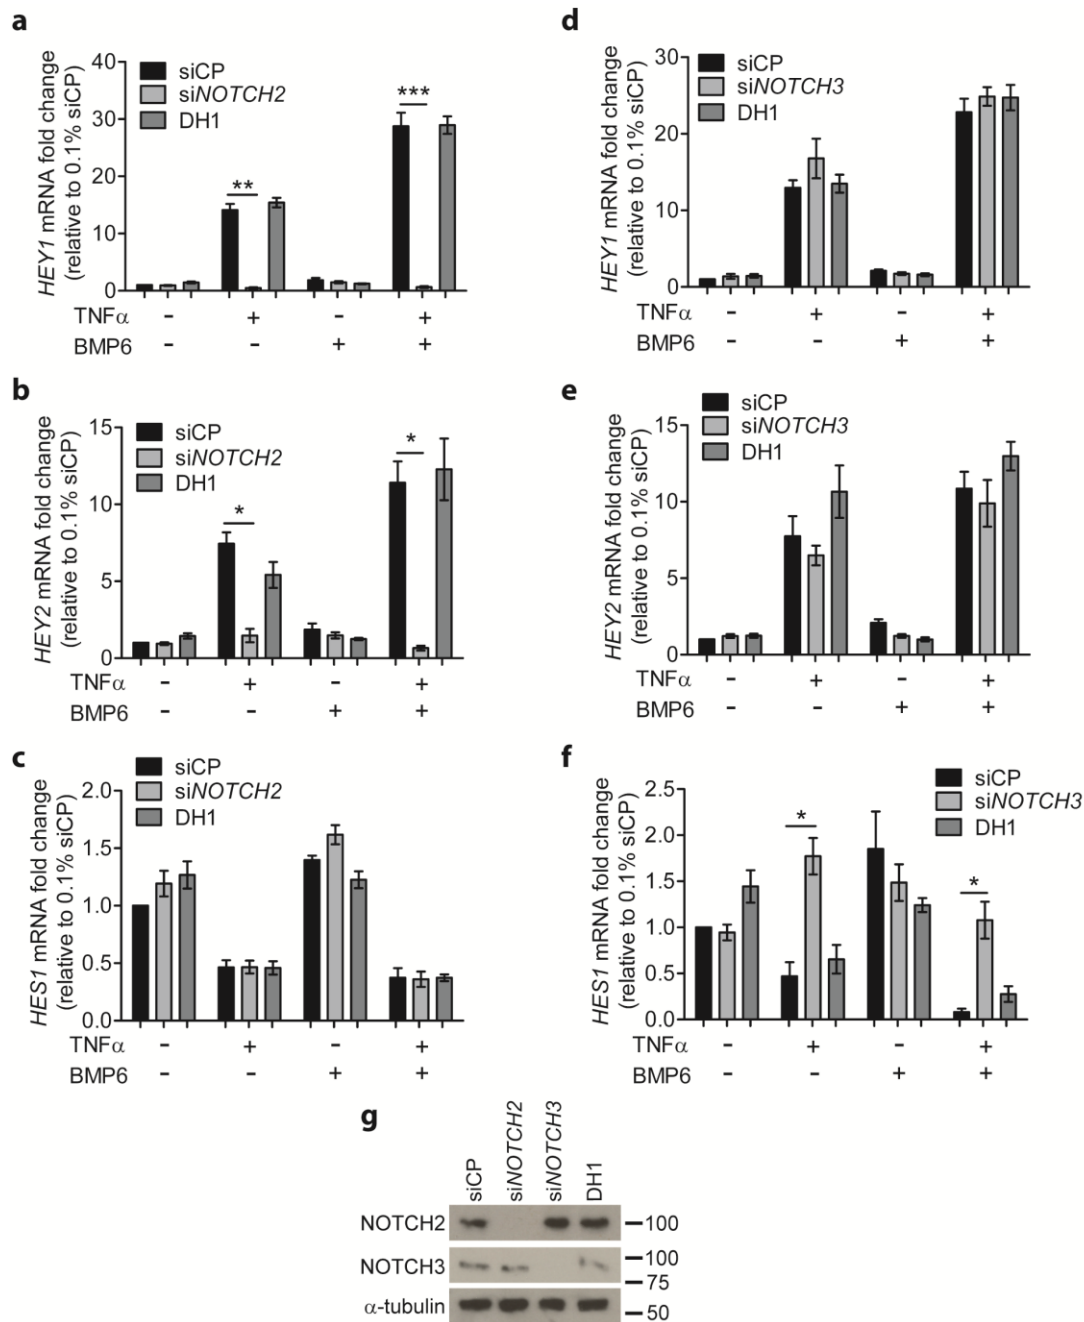 a
HEY1 mRNA fold change
(relative to 0.1% siCP)
40
30
20
10
0
siCP
siNOTCH2
DH1
**
***
TNFα - + - +
BMP6 - - + +
d
HEY1 mRNA fold change
(relative to 0.1% siCP)
30
20
10
0
siCP
siNOTCH3
DH1
TNFα - + - +
BMP6 - - + +
b
HEY2 mRNA fold change
(relative to 0.1% siCP)
15
10
5
0
siCP
siNOTCH2
DH1
*
*
TNFα - + - +
BMP6 - - + +
e
HEY2 mRNA fold change
(relative to 0.1% siCP)
15
10
5
0
siCP
siNOTCH3
DH1
TNFα - + - +
BMP6 - - + +
c
HES1 mRNA fold change
(relative to 0.1% siCP)
2.0
1.5
1.0
0.5
0.0
siCP
siNOTCH2
DH1
TNFα - + - +
BMP6 - - + +
f
HES1 mRNA fold change
(relative to 0.1% siCP)
2.5
2.0
1.5
1.0
0.5
0.0
siCP
siNOTCH3
DH1
*
*
TNFα - + - +
BMP6 - - + +
g
siCP
siNOTCH2
siNOTCH3
DH1
NOTCH2 100
NOTCH3 100
75
α-tubulin 50